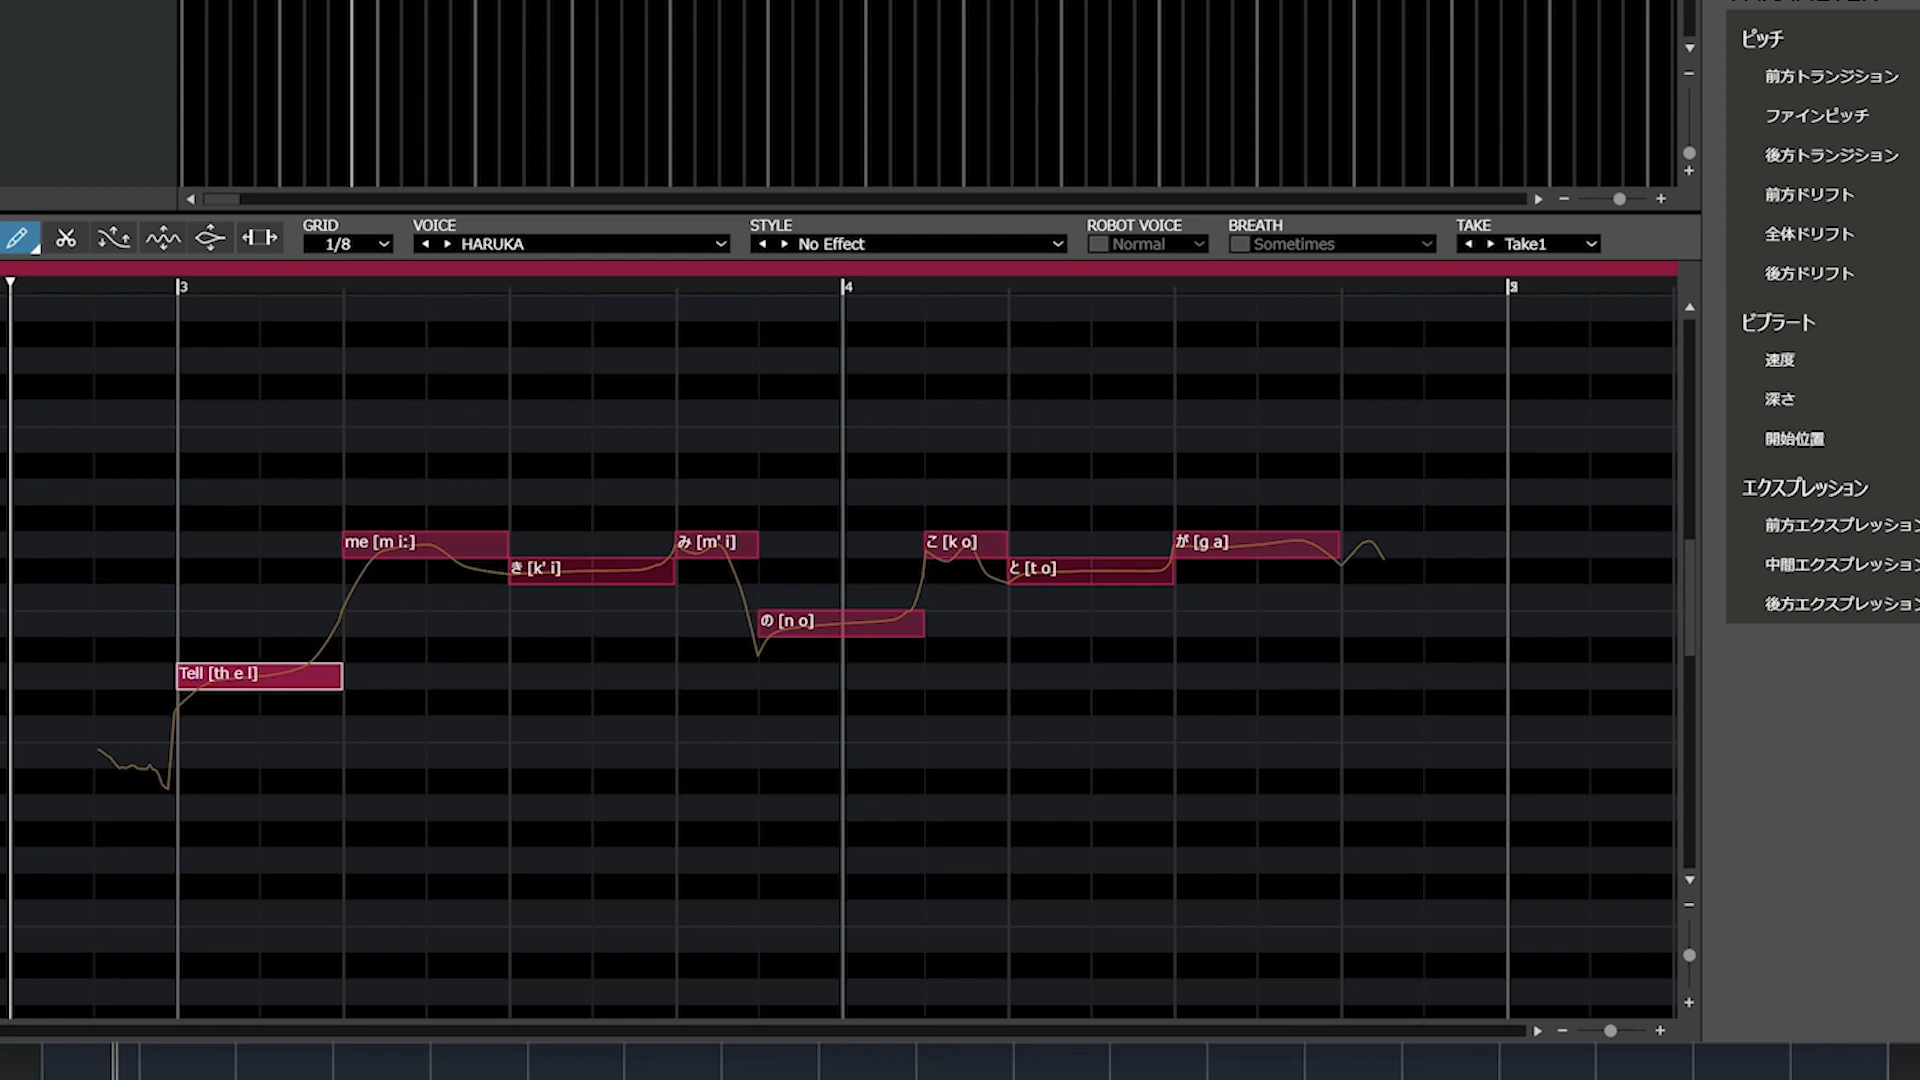 ピッチ
前方トランジション
ファインピッチ
後方トランジション
前方ドリフト
全体ドリフト
後方ドリフト
ビブラート
速度
深さ
開始位置
エクスプレッション
前方エクスプレッション
中間エクスプレッション
後方エクスプレッション
GRID VOICE STYLE ROBOT VOICE BREATH TAKE
1/8 HARUKA No Effect Normal Sometimes Take1
3 4
me [m i:] み [m' i] こ [k o] が [g a]
き [k' i] と [t o]
の [n o]
Tell [th e l]